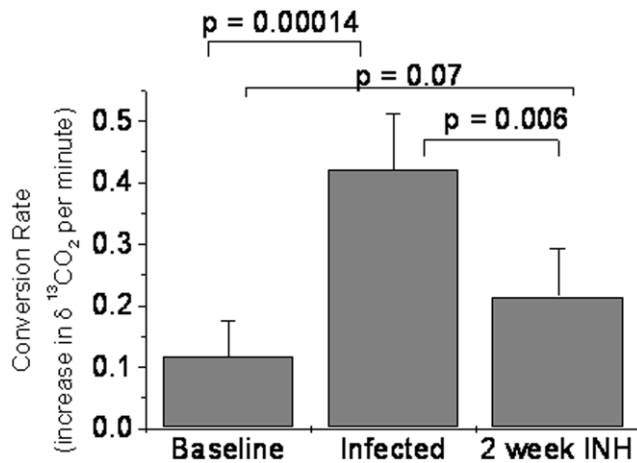 p = 0.00014
p = 0.07
p = 0.006
Conversion Rate
(increase in δ ¹³CO₂ per minute)
0.5
0.4
0.3
0.2
0.1
0.0
Baseline
Infected
2 week INH